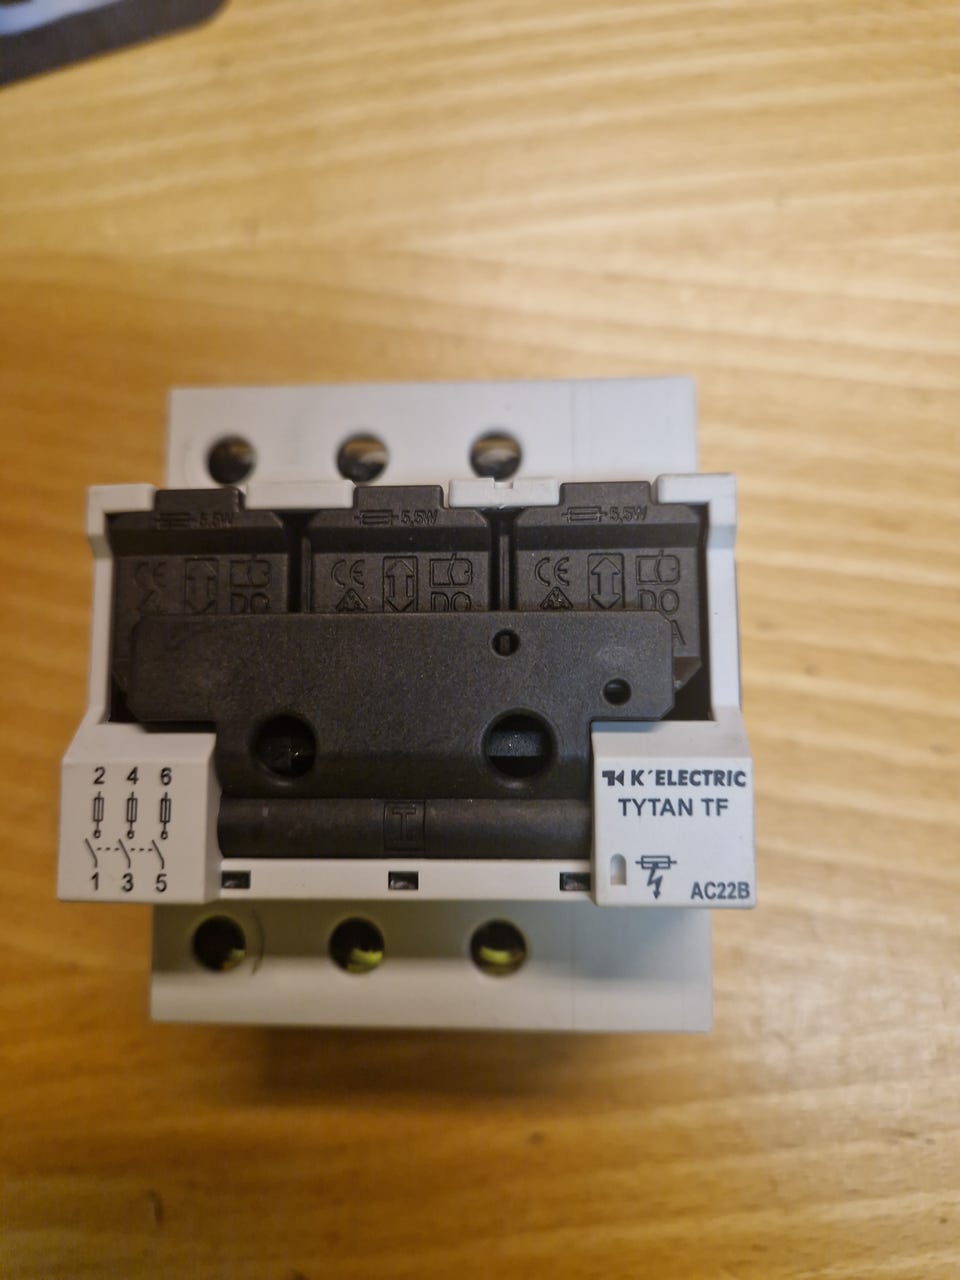 5,5W 5,5W 5,5W
CE CE CE
DO DO DO
2 4 6
1 3 5
K'ELECTRIC
TYTAN TF
AC22B